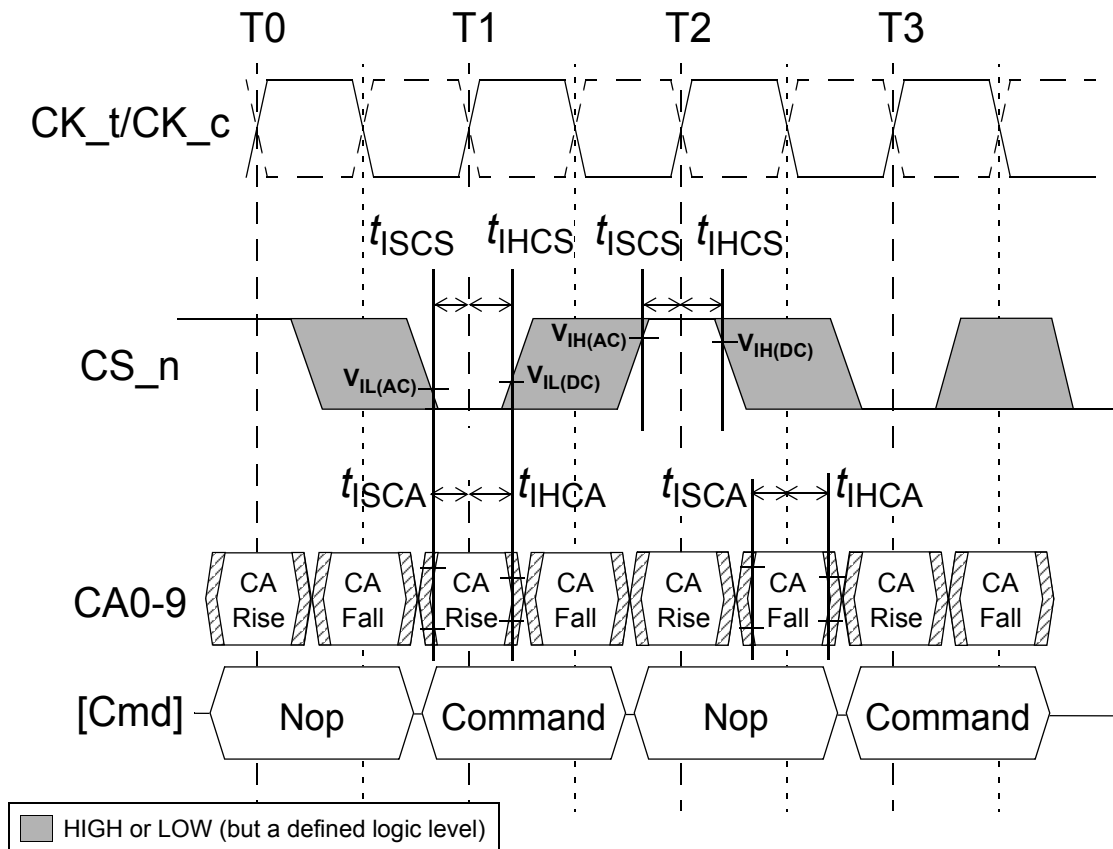 T0 T1 T2 T3
CK_t/CK_c
tISCS tIHCS tISCS tIHCS
CS_n
VIL(AC) VIL(DC) VIH(AC) VIH(DC)
tISCA tIHCA tISCA tIHCA
CA0-9
CA Rise
CA Fall
CA Rise
CA Fall
CA Rise
CA Fall
CA Rise
CA Fall
[Cmd] Nop Command Nop Command
HIGH or LOW (but a defined logic level)